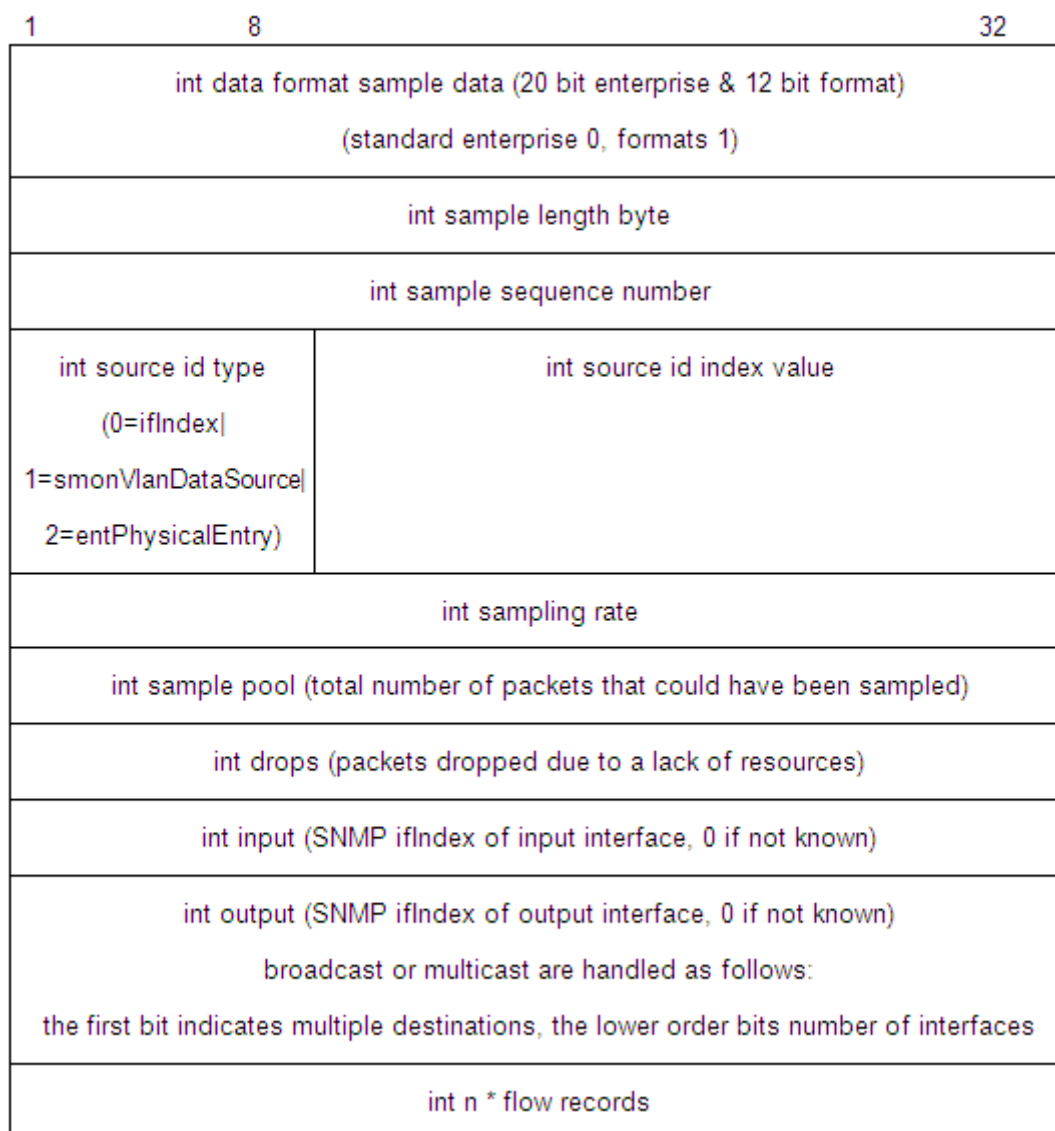 1 8 32
int data format sample data (20 bit enterprise & 12 bit format)
(standard enterprise 0, formats 1)
int sample length byte
int sample sequence number
int source id type
(0=ifIndex|
1=smonVlanDataSource|
2=entPhysicalEntry)
int source id index value
int sampling rate
int sample pool (total number of packets that could have been sampled)
int drops (packets dropped due to a lack of resources)
int input (SNMP ifIndex of input interface, 0 if not known)
int output (SNMP ifIndex of output interface, 0 if not known)
broadcast or multicast are handled as follows:
the first bit indicates multiple destinations, the lower order bits number of interfaces
int n * flow records